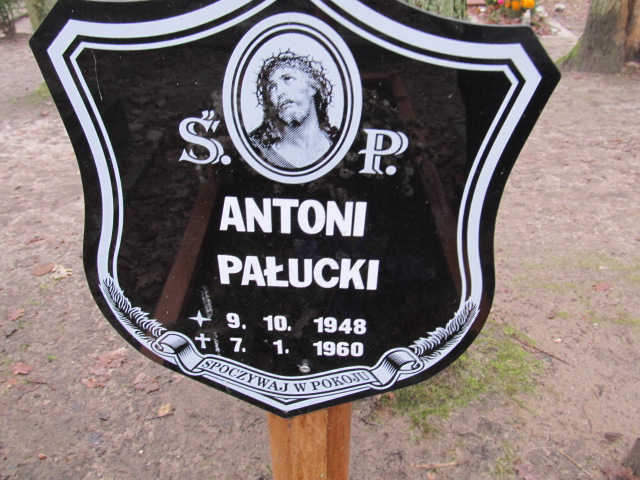 Ś. P.
ANTONI
PAŁUCKI
9. 10. 1948
7. 1. 1960
SPOCZYWAJ W POKOJU